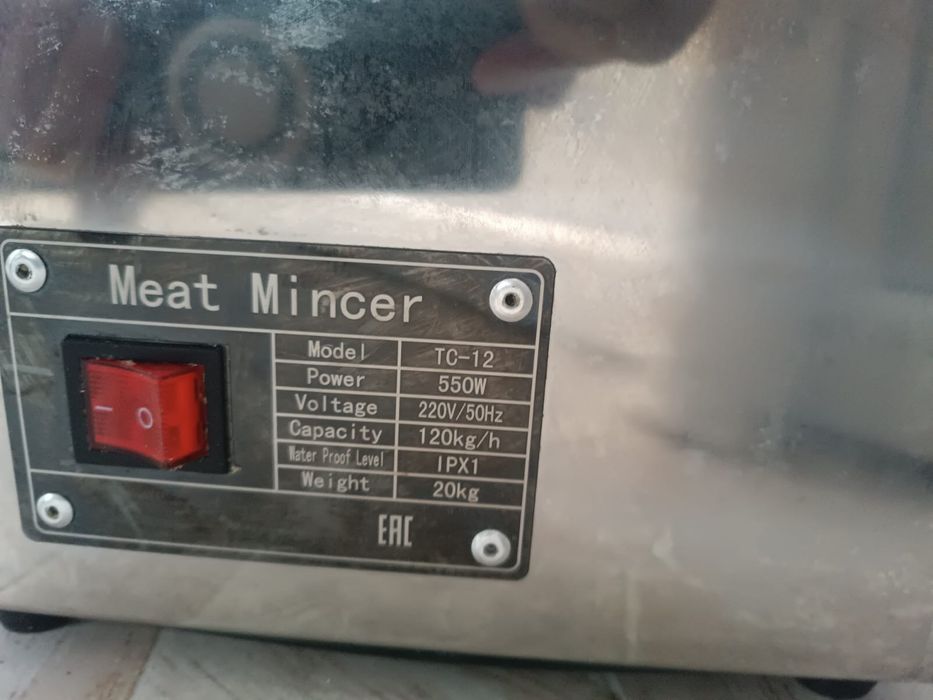 Meat Mincer
Model TC-12
Power 550W
Voltage 220V/50Hz
Capacity 120kg/h
Water Proof Level IPX1
Weight 20kg
I O
EAC